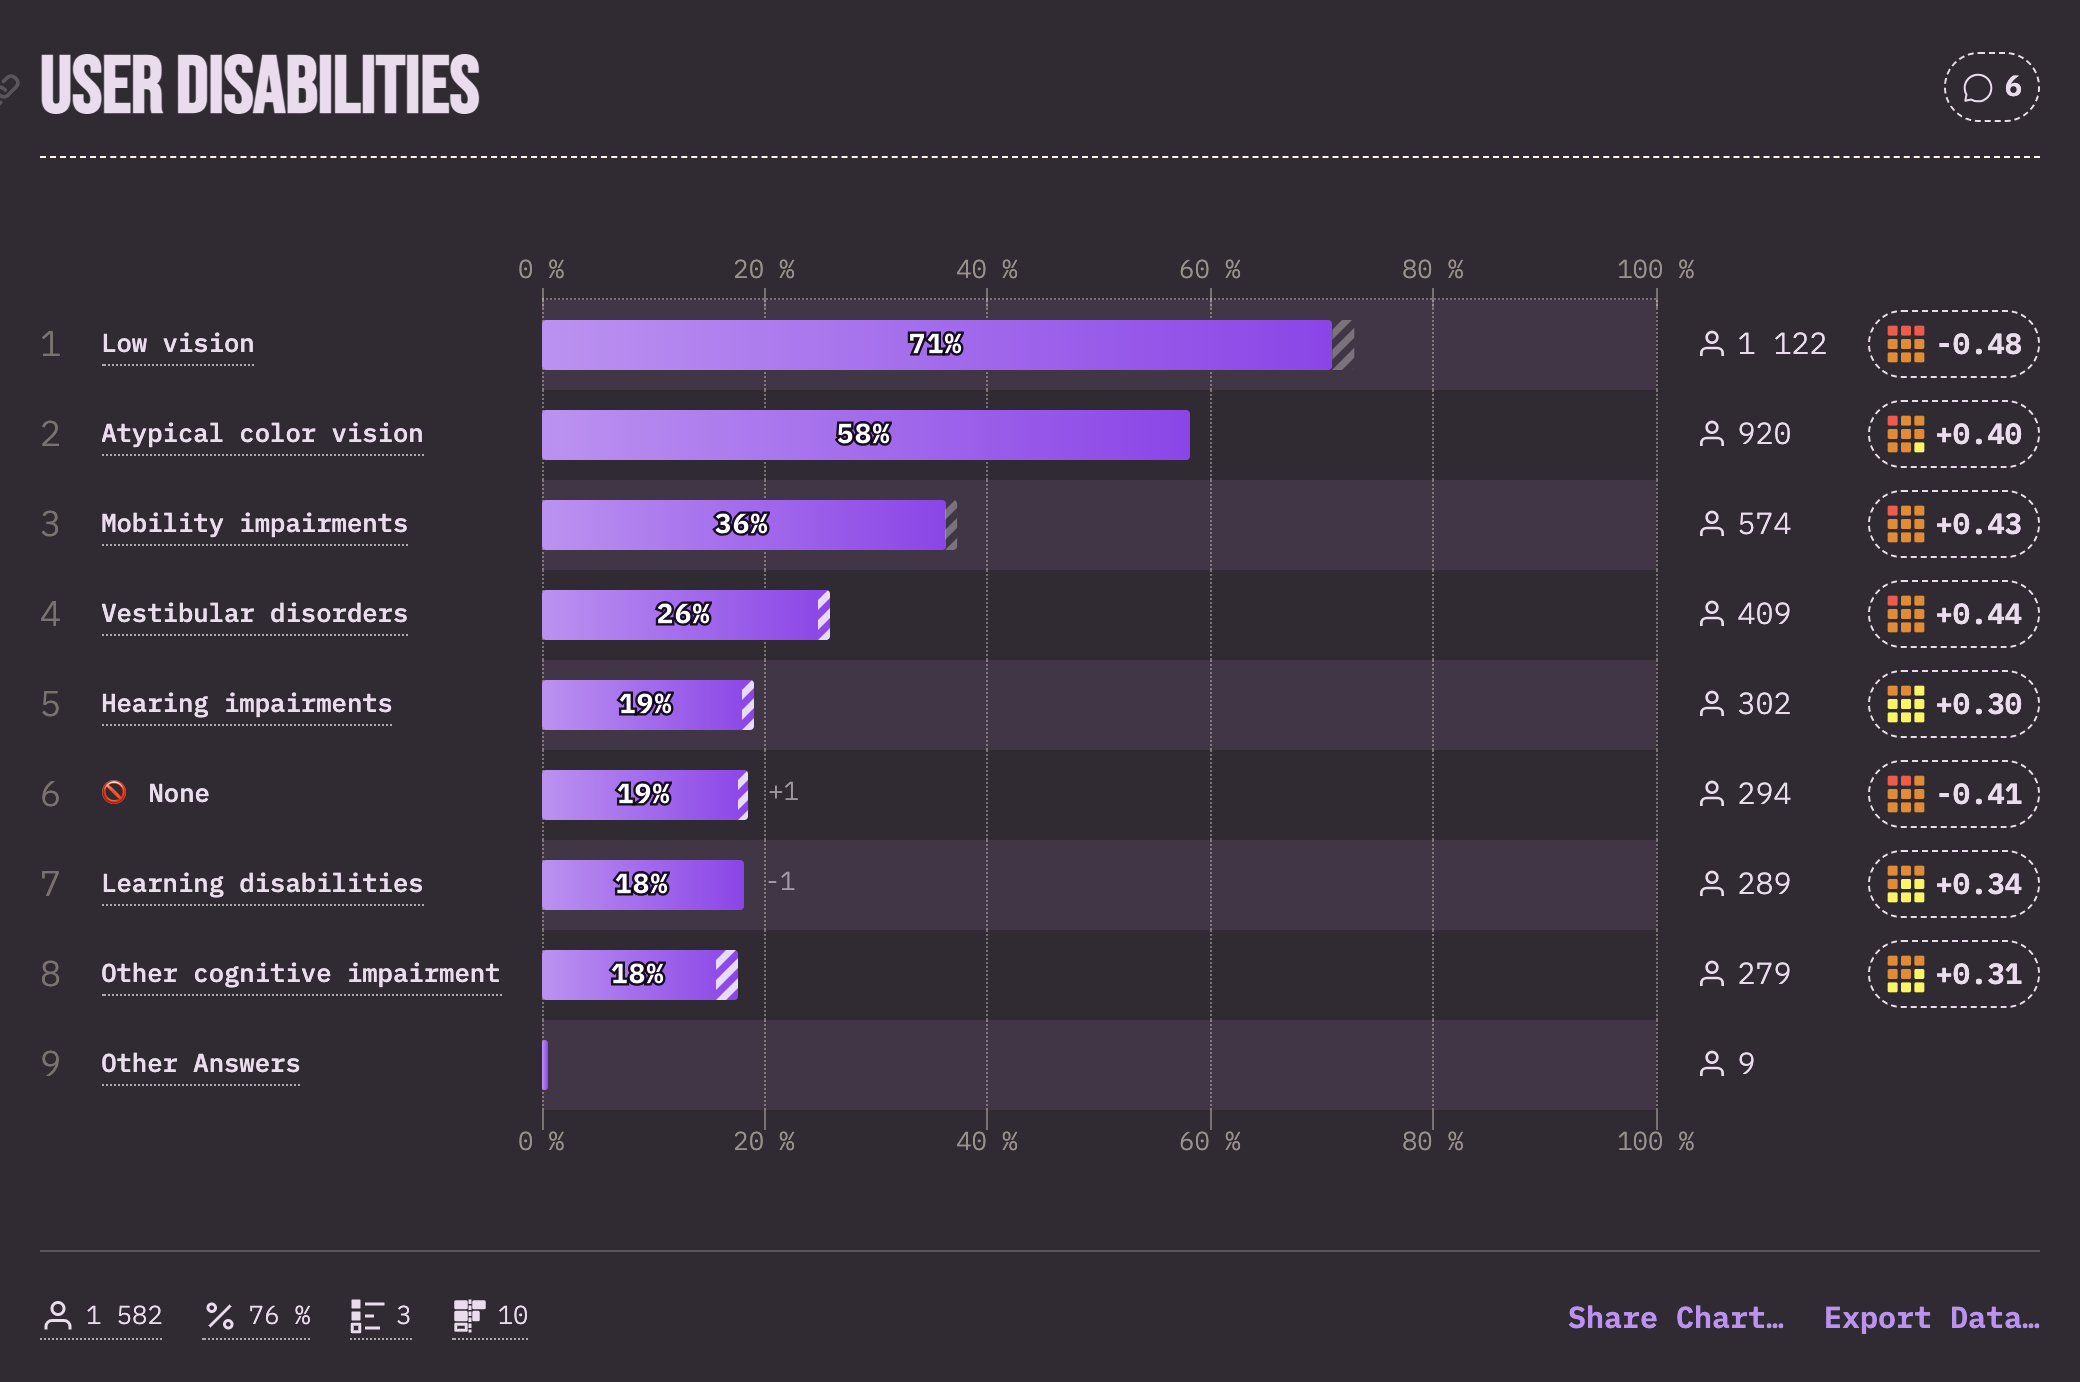 USER DISABILITIES
6
0 % 20 % 40 % 60 % 80 % 100 %
1 Low vision 71% 1 122 -0.48
2 Atypical color vision 58% 920 +0.40
3 Mobility impairments 36% 574 +0.43
4 Vestibular disorders 26% 409 +0.44
5 Hearing impairments 19% 302 +0.30
6 None 19% +1 294 -0.41
7 Learning disabilities 18% -1 289 +0.34
8 Other cognitive impairment 18% 279 +0.31
9 Other Answers 9
0 % 20 % 40 % 60 % 80 % 100 %
1 582 76 % 3 10 Share Chart… Export Data…